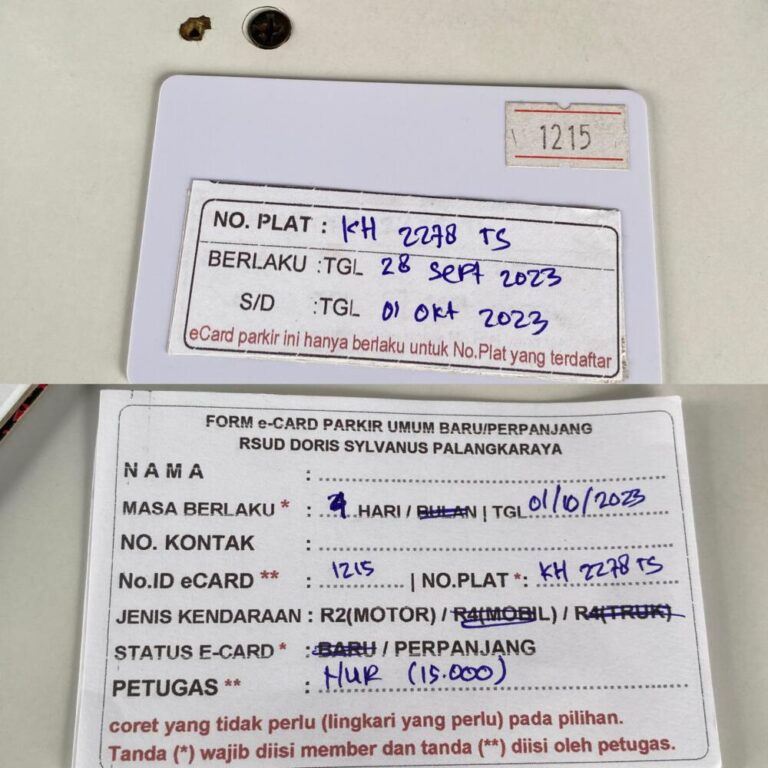 1215
NO. PLAT : KH 2278 TS
BERLAKU :TGL 28 Sept 2023
S/D :TGL 01 Okt 2023
eCard parkir ini hanya berlaku untuk No.Plat yang terdaftar
FORM e-CARD PARKIR UMUM BARU/PERPANJANG
RSUD DORIS SYLVANUS PALANGKARAYA
NAMA :
MASA BERLAKU * : 4 HARI / BULAN | TGL 01/10/2023
NO. KONTAK :
No.ID eCARD ** : 1215 | NO.PLAT *: KH 2278 TS
JENIS KENDARAAN : R2(MOTOR) / R4(MOBIL) / R4(TRUK)
STATUS E-CARD * : BARU / PERPANJANG
PETUGAS ** : NUR (15.000)
coret yang tidak perlu (lingkari yang perlu) pada pilihan.
Tanda (*) wajib diisi member dan tanda (**) diisi oleh petugas.